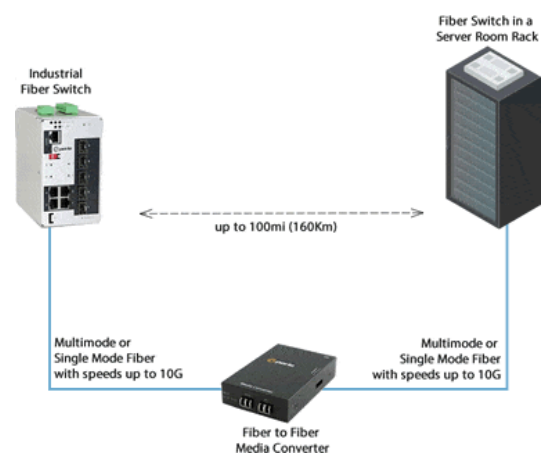 Fiber Switch in a
Server Room Rack
Industrial
Fiber Switch
up to 100mi (160Km)
Multimode or
Single Mode Fiber
with speeds up to 10G
Multimode or
Single Mode Fiber
with speeds up to 10G
Fiber to Fiber
Media Converter